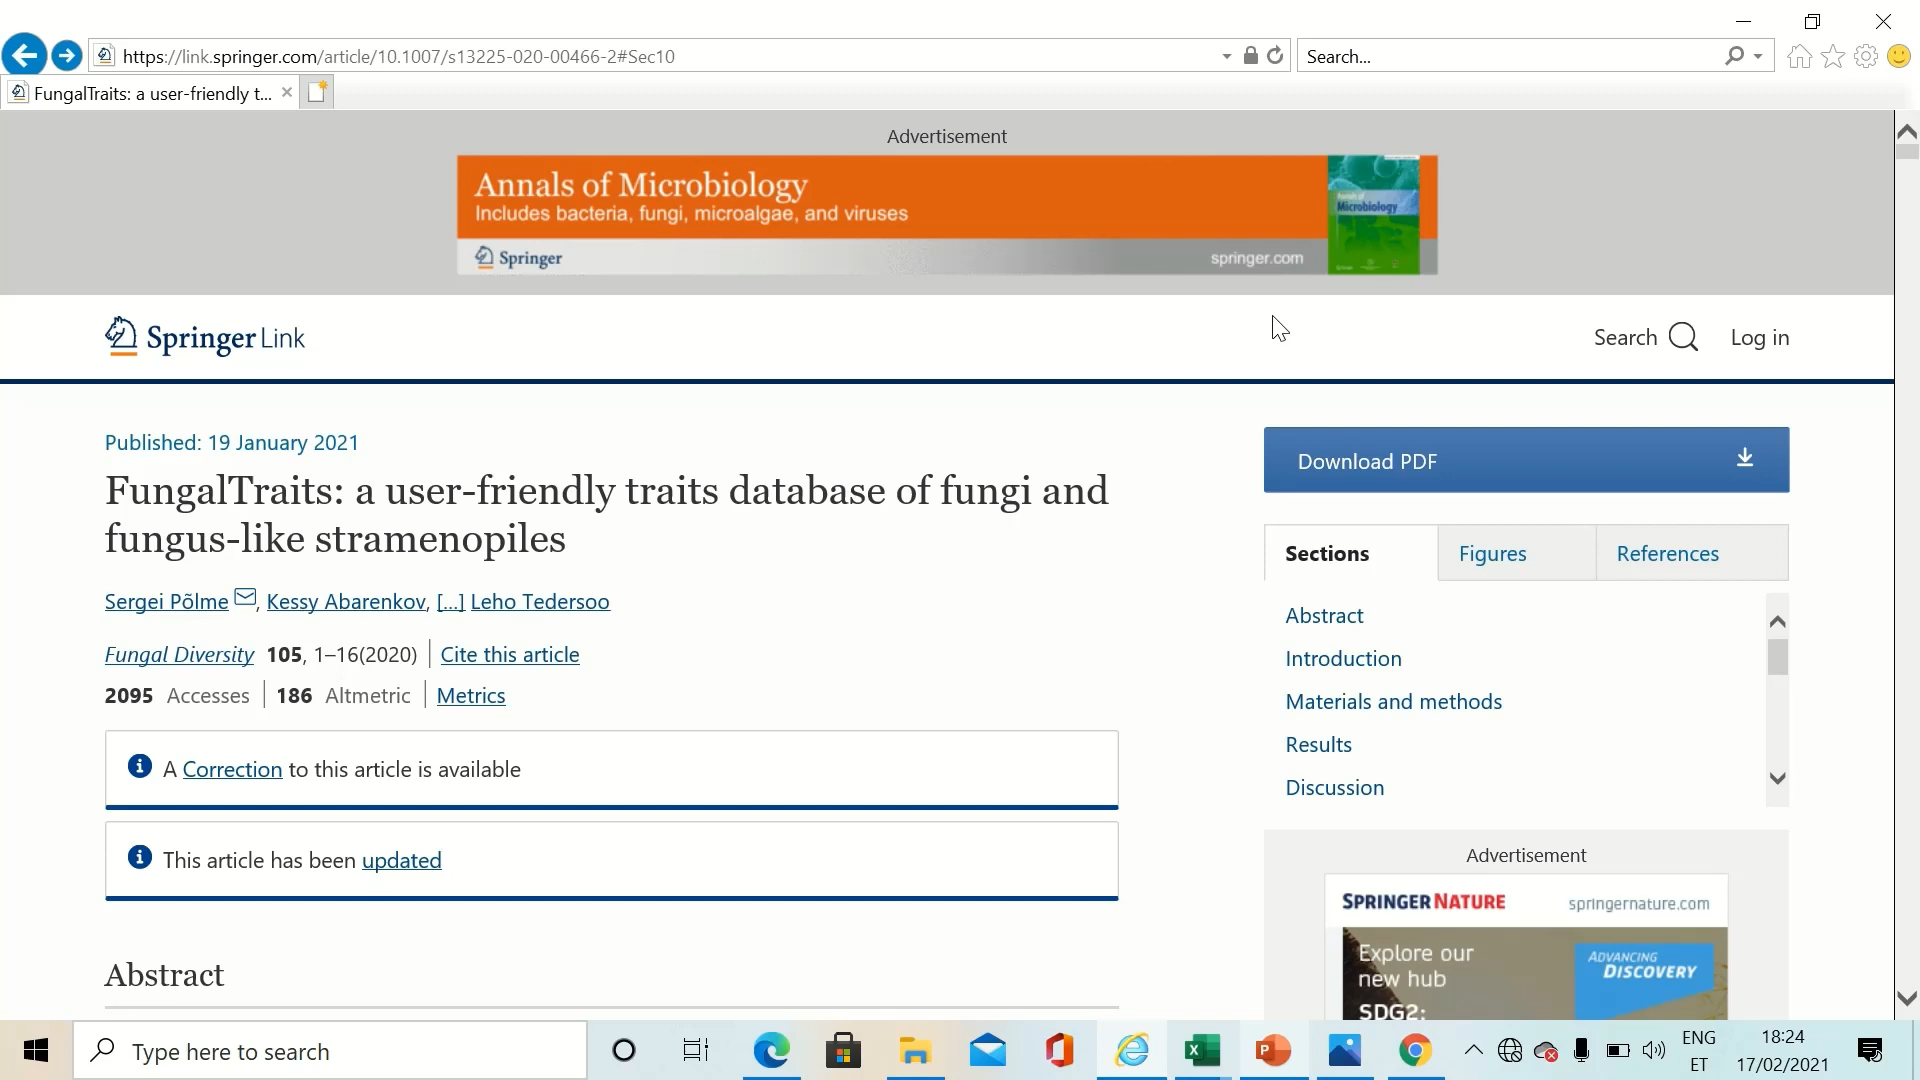 https://link.springer.com/article/10.1007/s13225-020-00466-2#Sec10
Search...
FungalTraits: a user-friendly t...
Advertisement
Annals of Microbiology
Includes bacteria, fungi, microalgae, and viruses
Springer
springer.com
Microbiology
Springer Link
Search
Log in
Published: 19 January 2021
FungalTraits: a user-friendly traits database of fungi and
fungus-like stramenopiles
Sergei Põlme, Kessy Abarenkov, [...] Leho Tedersoo
Fungal Diversity 105, 1–16(2020) | Cite this article
2095 Accesses | 186 Altmetric | Metrics
A Correction to this article is available
This article has been updated
Abstract
Download PDF
Sections
Figures
References
Abstract
Introduction
Materials and methods
Results
Discussion
Advertisement
SPRINGER NATURE
springernature.com
Explore our
new hub
SDG2:
ADVANCING
DISCOVERY
Type here to search
ENG
ET
18:24
17/02/2021